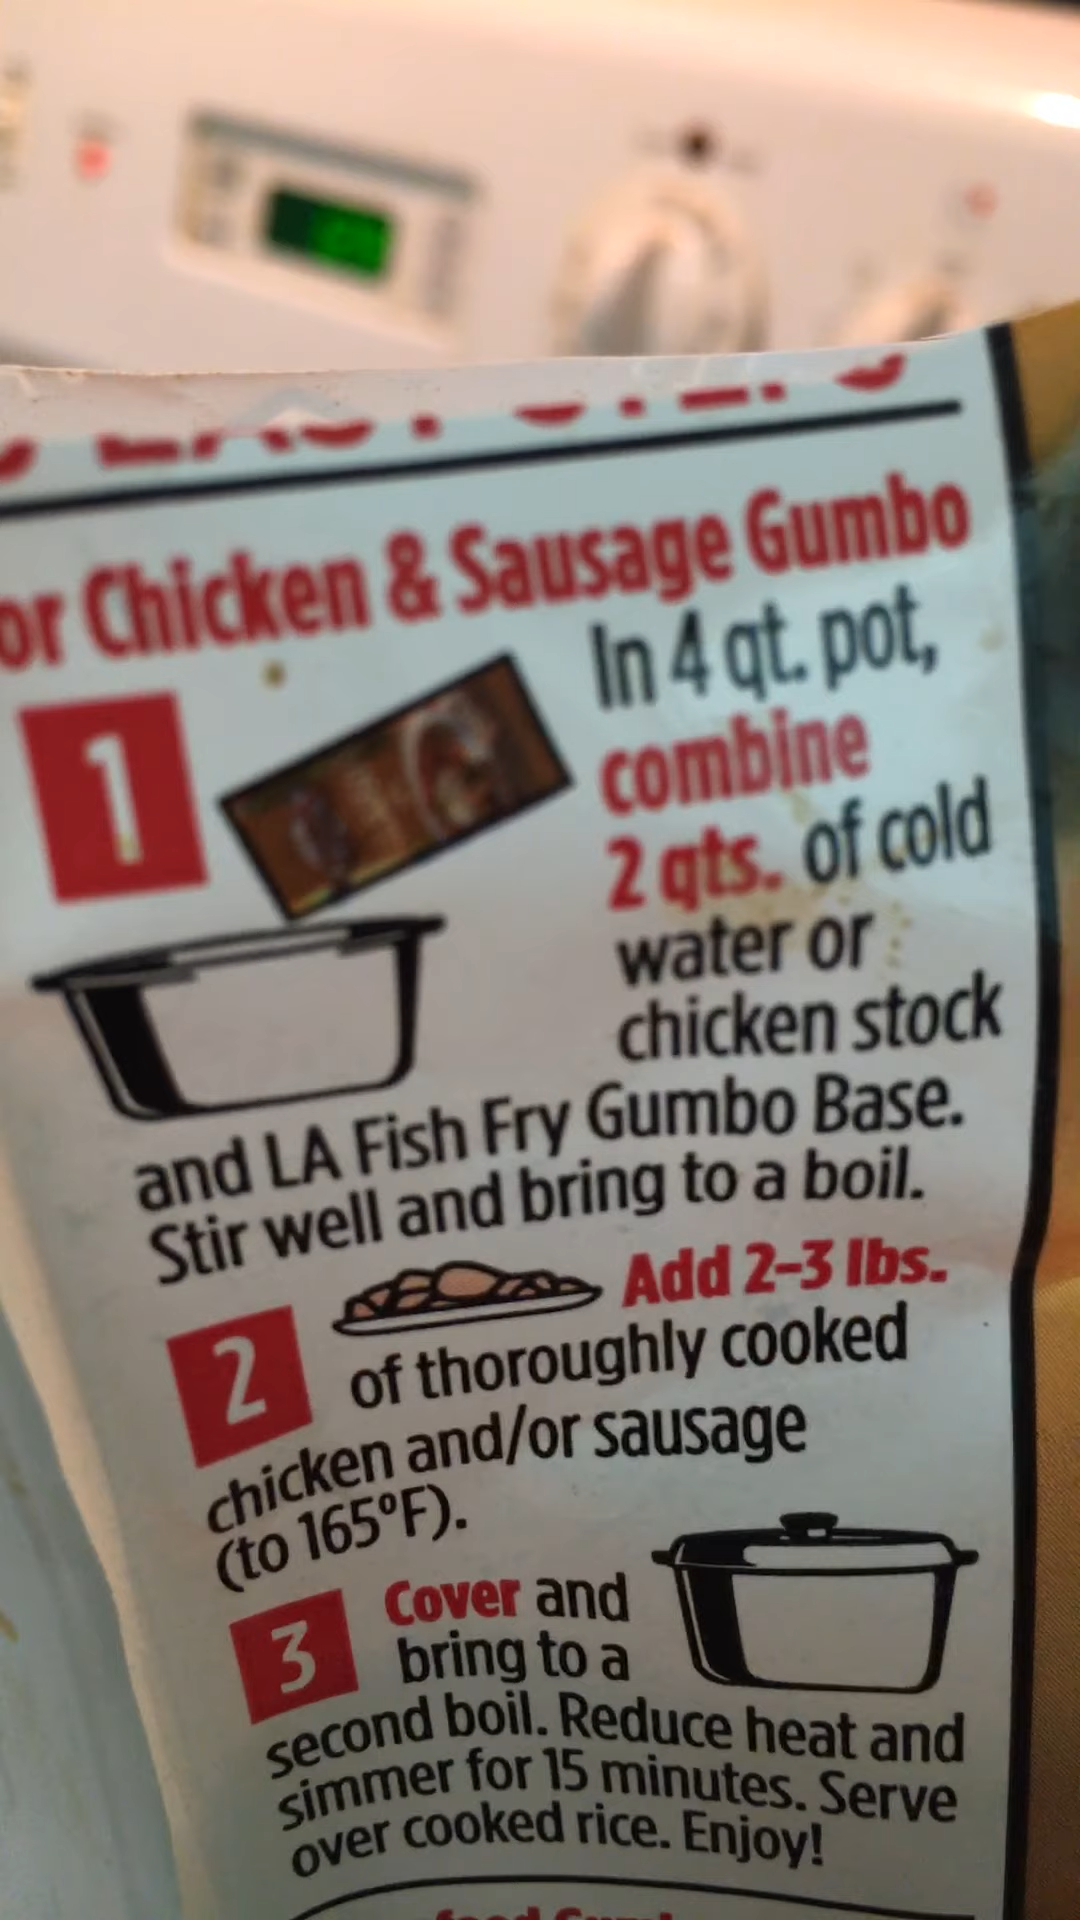 or Chicken & Sausage Gumbo
1
In 4 qt. pot,
combine
2 qts. of cold
water or
chicken stock
and LA Fish Fry Gumbo Base.
Stir well and bring to a boil.
2
Add 2-3 lbs.
of thoroughly cooked
chicken and/or sausage
(to 165°F).
3
Cover and
bring to a
second boil. Reduce heat and
simmer for 15 minutes. Serve
over cooked rice. Enjoy!